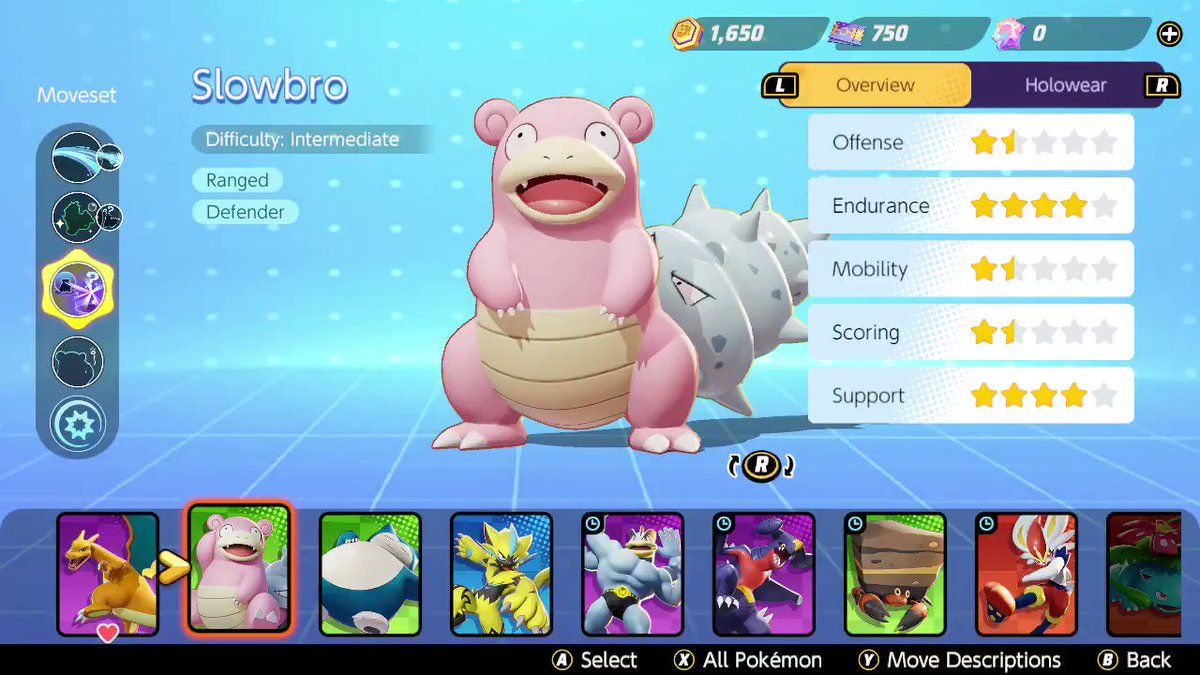 1,650
750
0
Moveset
Slowbro
Difficulty: Intermediate
Ranged
Defender
L
Overview
Holowear
R
Offense
Endurance
Mobility
Scoring
Support
R
A Select
X All Pokémon
Y Move Descriptions
B Back